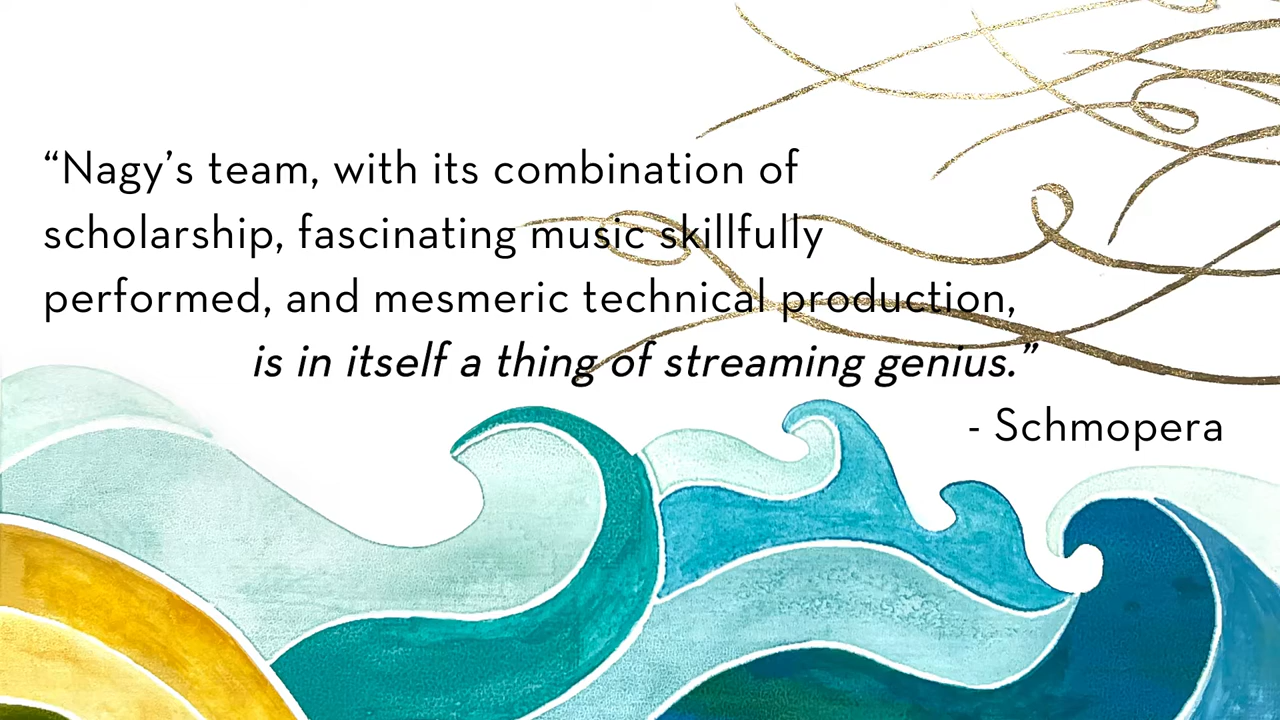 “Nagy’s team, with its combination of
scholarship, fascinating music skillfully
performed, and mesmeric technical production,
is in itself a thing of streaming genius.”
- Schmopera